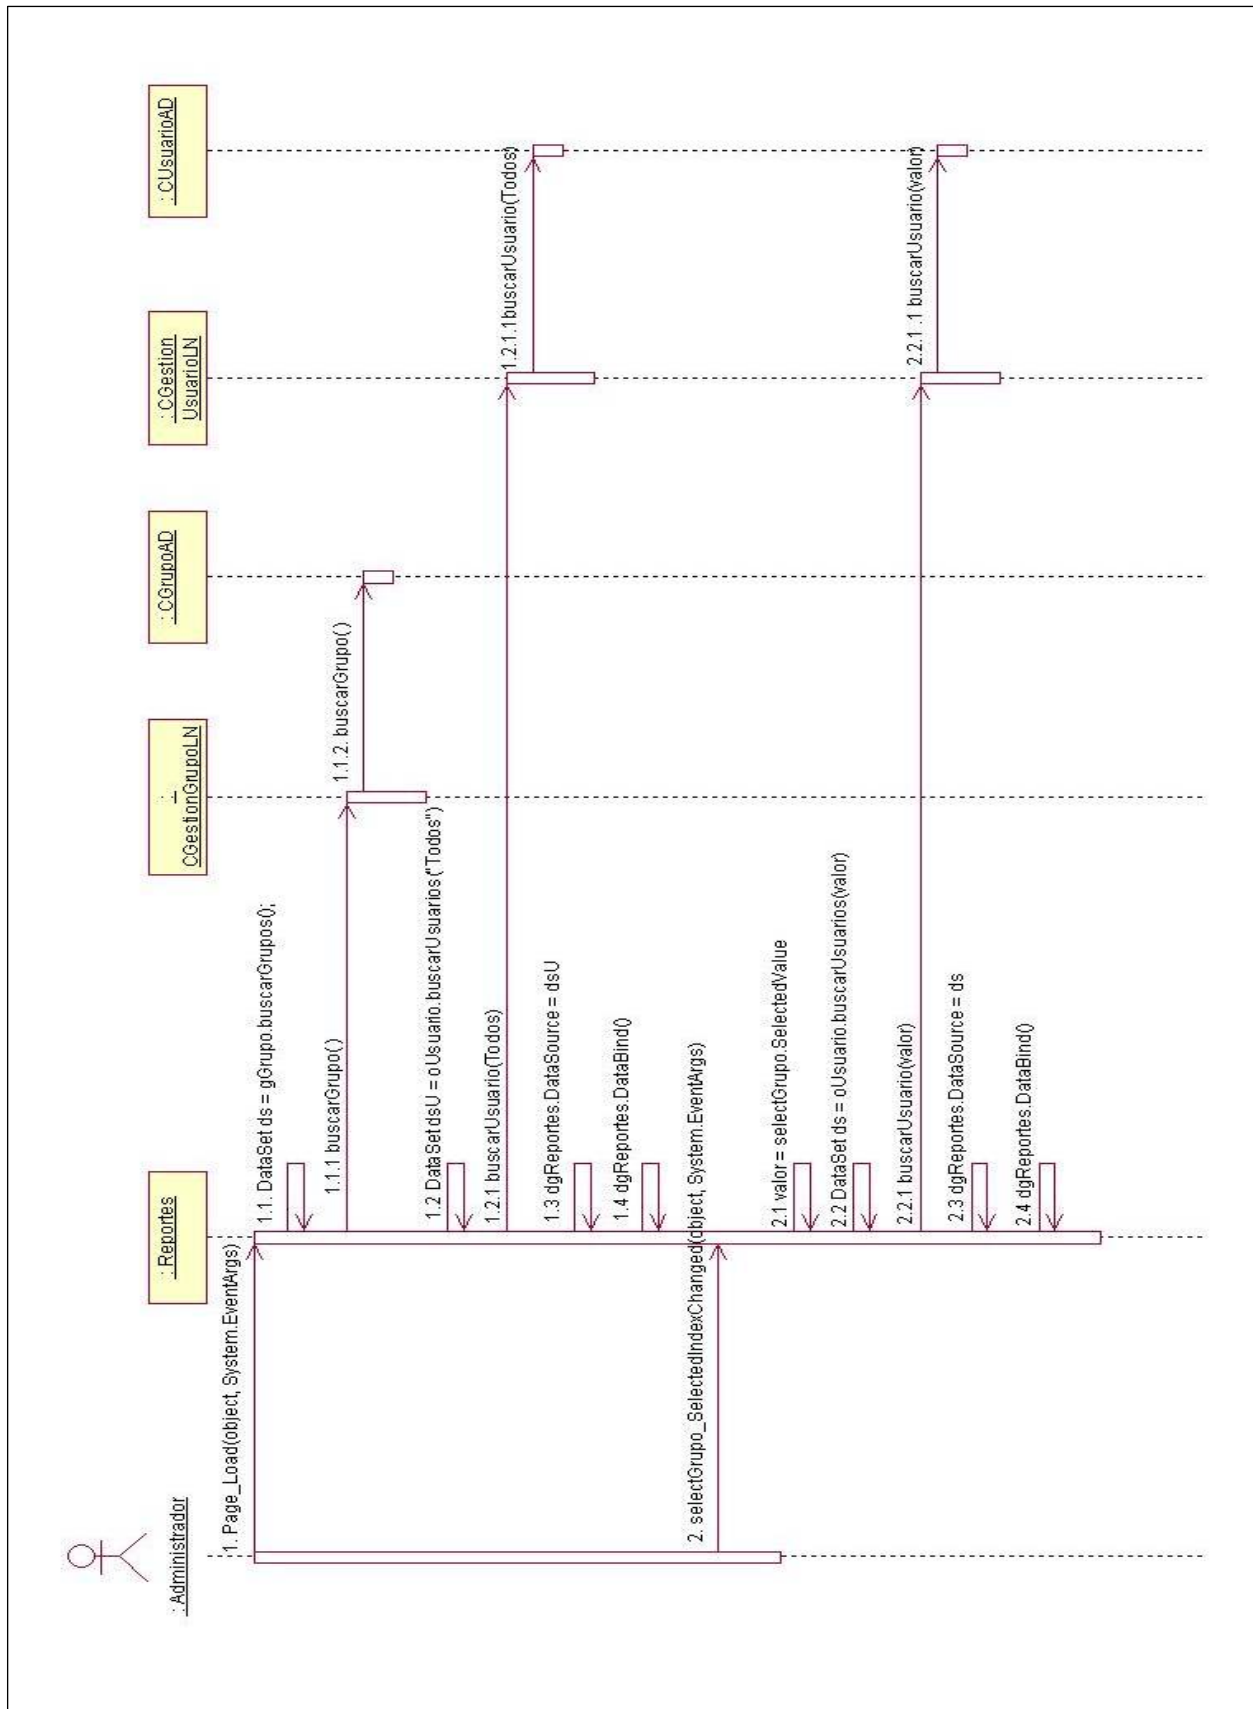 : Administrador
: Reportes
:
CGestionGrupoLN
: CGrupoAD
: CGestion
UsuarioLN
: CUsuarioAD
1. Page_Load(object, System.EventArgs)
1.1. DataSet ds = gGrupo.buscarGrupos();
1.1.1 buscarGrupo()
1.1.2. buscarGrupo()
1.2 DataSet dsU = oUsuario.buscarUsuarios("Todos")
1.2.1 buscarUsuario(Todos)
1.2.1.1buscarUsuario(Todos)
1.3 dgReportes.DataSource = dsU
1.4 dgReportes.DataBind()
2. selectGrupo_SelectedIndexChanged(object, System.EventArgs)
2.1 valor = selectGrupo.SelectedValue
2.2 DataSet ds = oUsuario.buscarUsuarios(valor)
2.2.1 buscarUsuario(valor)
2.2.1 .1 buscarUsuario(valor)
2.3 dgReportes.DataSource = ds
2.4 dgReportes.DataBind()